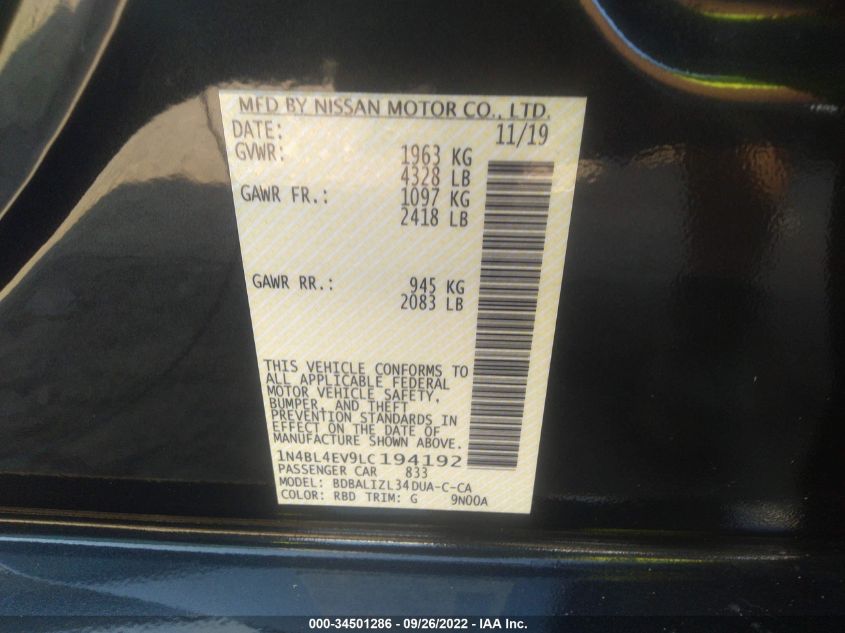 MFD BY NISSAN MOTOR CO., LTD.
DATE: 11/19
GVWR: 1963 KG
4328 LB
GAWR FR.: 1097 KG
2418 LB
GAWR RR.: 945 KG
2083 LB
THIS VEHICLE CONFORMS TO
ALL APPLICABLE FEDERAL
MOTOR VEHICLE SAFETY,
BUMPER, AND THEFT
PREVENTION STANDARDS IN
EFFECT ON THE DATE OF
MANUFACTURE SHOWN ABOVE.
1N4BL4EV9LC194192
PASSENGER CAR 833
MODEL: BDBALIZL34DUA-C-CA
COLOR: RBD TRIM: G 9N00A
000-34501286 - 09/26/2022 - IAA Inc.